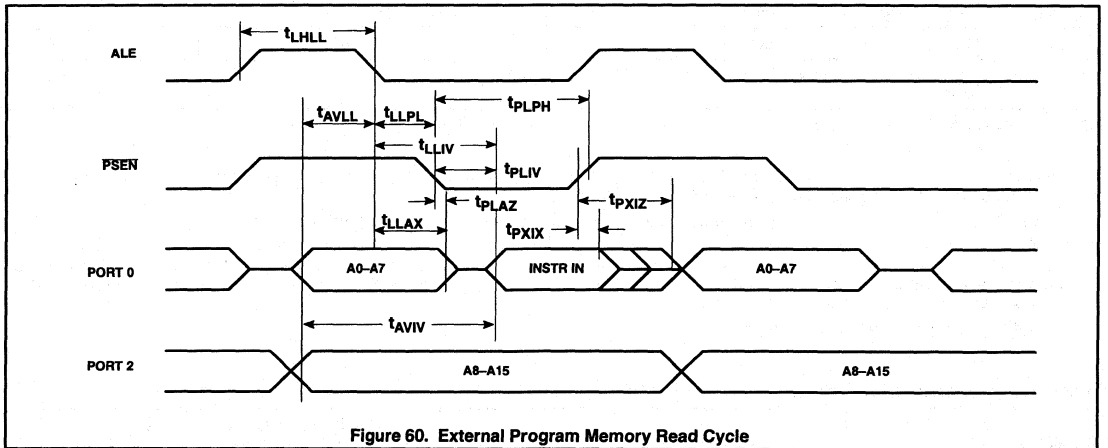 tLHLL
ALE
tPLPH
tAVLL
tLLPL
tLLIV
PSEN
tPLIV
tPLAZ
tPXIZ
tLLAX
tPXIX
PORT 0
A0–A7
INSTR IN
A0–A7
tAVIV
PORT 2
A8–A15
A8–A15
Figure 60. External Program Memory Read Cycle